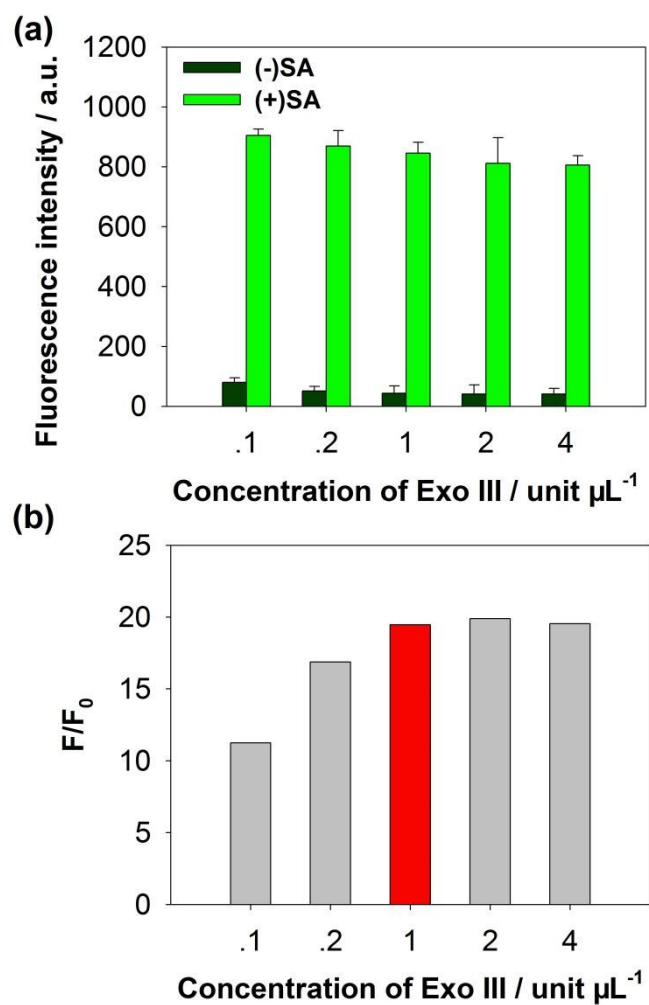 (a)
1200
1000
800
600
400
200
0
Fluorescence intensity / a.u.
(-)SA
(+)SA
.1 .2 1 2 4
Concentration of Exo III / unit µL⁻¹
(b)
25
20
15
10
5
0
F/F₀
.1 .2 1 2 4
Concentration of Exo III / unit µL⁻¹